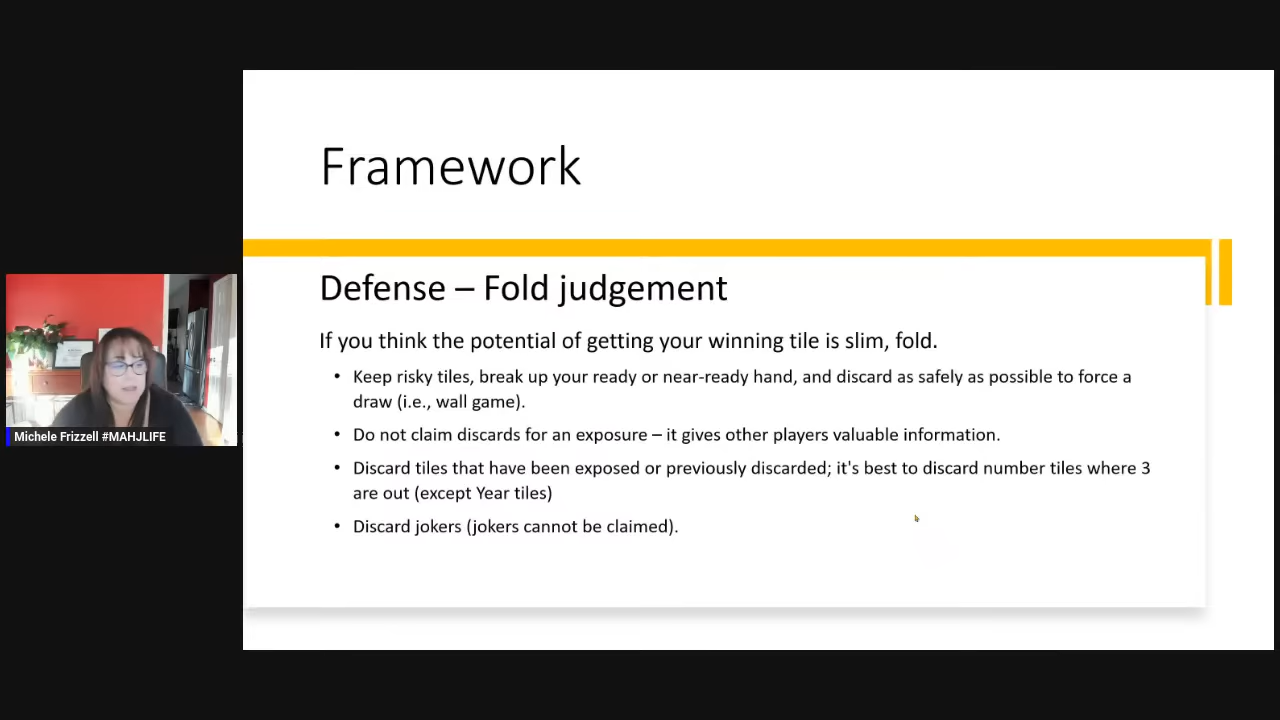 Framework
Defense – Fold judgement
If you think the potential of getting your winning tile is slim, fold.
• Keep risky tiles, break up your ready or near-ready hand, and discard as safely as possible to force a
draw (i.e., wall game).
• Do not claim discards for an exposure – it gives other players valuable information.
• Discard tiles that have been exposed or previously discarded; it's best to discard number tiles where 3
are out (except Year tiles)
• Discard jokers (jokers cannot be claimed).
Michele Frizzell #MAHJLIFE